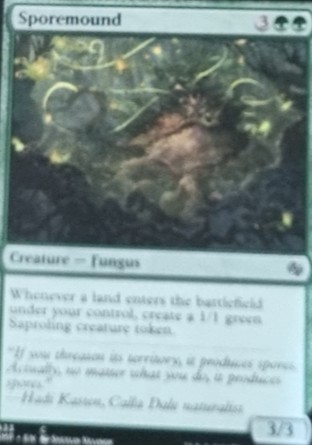 Sporemound 3
Creature — Fungus
Whenever a land enters the battlefield
under your control, create a 1/1 green
Saproling creature token.
"If you threaten its territory, it produces spores.
Actually, no matter what you do, it produces
spores."
—Hadi Kasten, Calla Dale naturalist
3/3